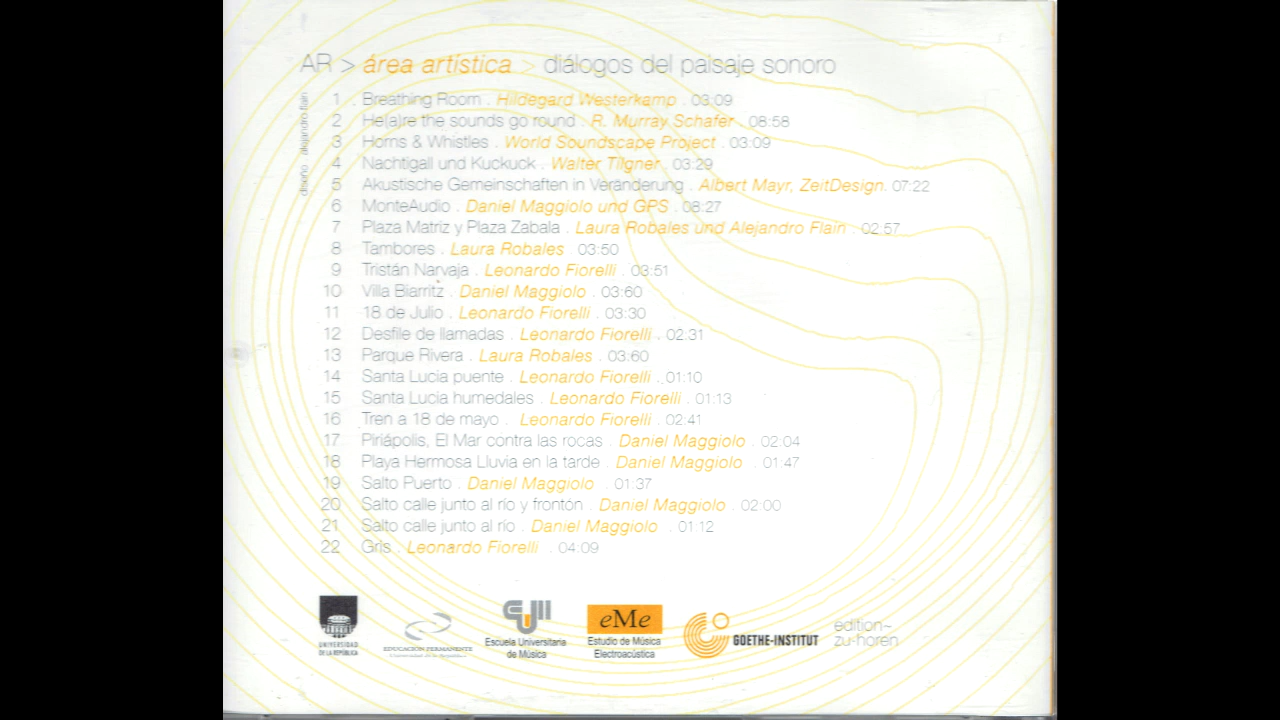 AR > área artística > diálogos del paisaje sonoro
diseño . alejandro flain
1 . Breathing Room . Hildegard Westerkamp . 03:09
2 He(a)re the sounds go round . R. Murray Schafer . 08:58
3 Horns & Whistles . World Soundscape Project . 03:09
4 Nachtigall und Kuckuck . Walter Tilgner . 03:29
5 Akustische Gemeinschaften in Veränderung . Albert Mayr, ZeitDesign. 07:22
6 MonteAudio . Daniel Maggiolo und GPS . 08:27
7 Plaza Matriz y Plaza Zabala . Laura Robales und Alejandro Flain . 02:57
8 Tambores . Laura Robales 03:50
9 Tristán Narvaja . Leonardo Fiorelli . 03:51
10 Villa Biarritz . Daniel Maggiolo . 03:60
11 18 de Julio . Leonardo Fiorelli . 03:30
12 Desfile de llamadas . Leonardo Fiorelli . 02:31
13 Parque Rivera . Laura Robales . 03:60
14 Santa Lucia puente . Leonardo Fiorelli . 01:10
15 Santa Lucia humedales . Leonardo Fiorelli . 01:13
16 Tren a 18 de mayo . Leonardo Fiorelli . 02:41
17 Piriápolis, El Mar contra las rocas . Daniel Maggiolo . 02:04
18 Playa Hermosa Lluvia en la tarde . Daniel Maggiolo . 01:47
19 Salto Puerto . Daniel Maggiolo . 01:37
20 Salto calle junto al río y frontón . Daniel Maggiolo . 02:00
21 Salto calle junto al río . Daniel Maggiolo . 01:12
22 Gris . Leonardo Fiorelli . 04:09
UNIVERSIDAD
DE LA REPÚBLICA
EDUCACIÓN PERMANENTE
Universidad de la República
Escuela Universitaria
de Música
eMe
Estudio de Música
Electroacústica
GOETHE-INSTITUT
edition~
zu-hören